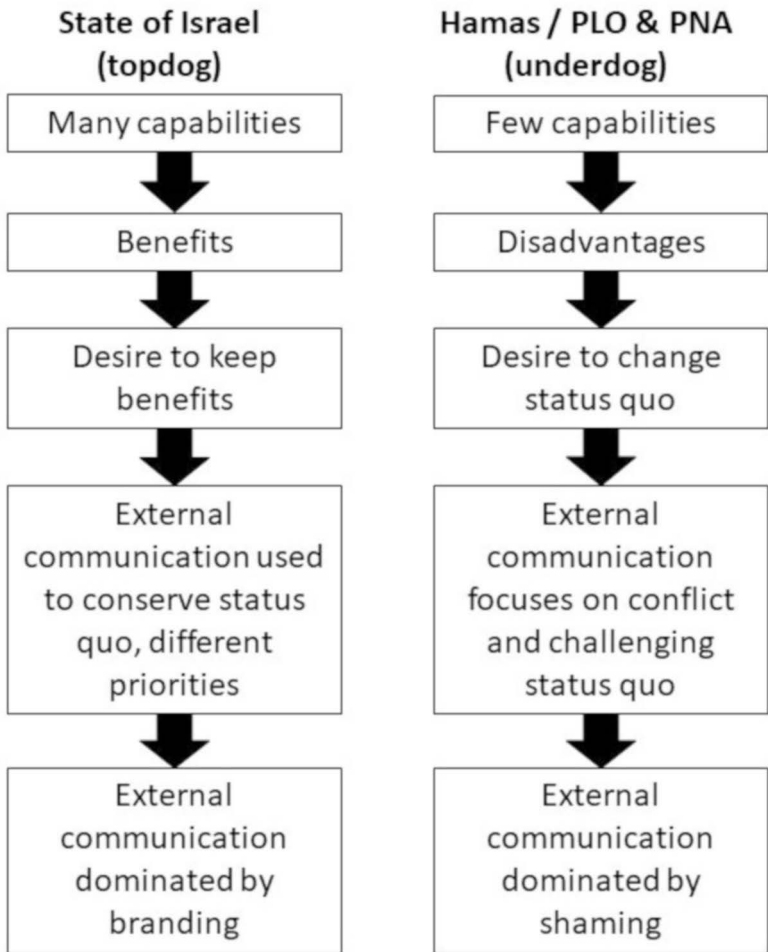 State of Israel
(topdog)
Many capabilities
Benefits
Desire to keep
benefits
External
communication used
to conserve status
quo, different
priorities
External
communication
dominated by
branding
Hamas / PLO & PNA
(underdog)
Few capabilities
Disadvantages
Desire to change
status quo
External
communication
focuses on conflict
and challenging
status quo
External
communication
dominated by
shaming